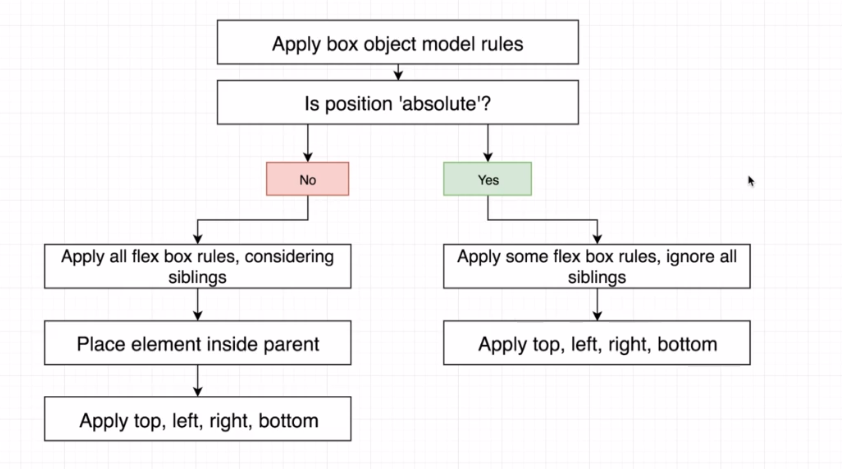 Apply box object model rules
Is position 'absolute'?
No
Yes
Apply all flex box rules, considering
siblings
Apply some flex box rules, ignore all
siblings
Place element inside parent
Apply top, left, right, bottom
Apply top, left, right, bottom